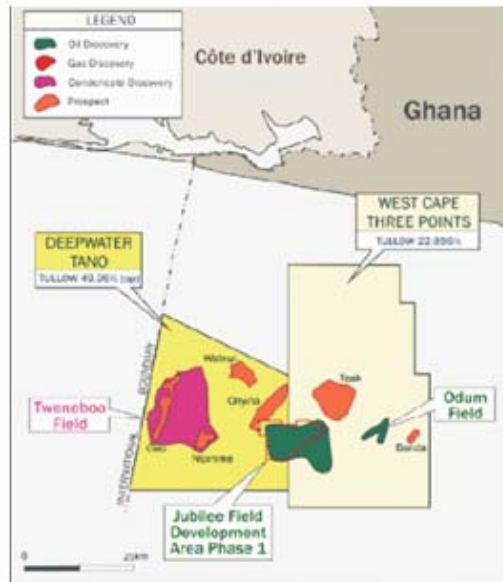 LEGEND
Oil Discovery
Gas Discovery
Condensate Discovery
Prospect
Côte d'Ivoire
Ghana
WEST CAPE
THREE POINTS
TULLOW 22.896%
DEEPWATER
TANO
TULLOW 49.95% (op)
INTERNATIONAL BOUNDARY
Tweneboa
Field
Owo
Ntomme
Onyina
Teak
Odum
Field
Banda
Jubilee Field
Development
Area Phase 1
0
25km